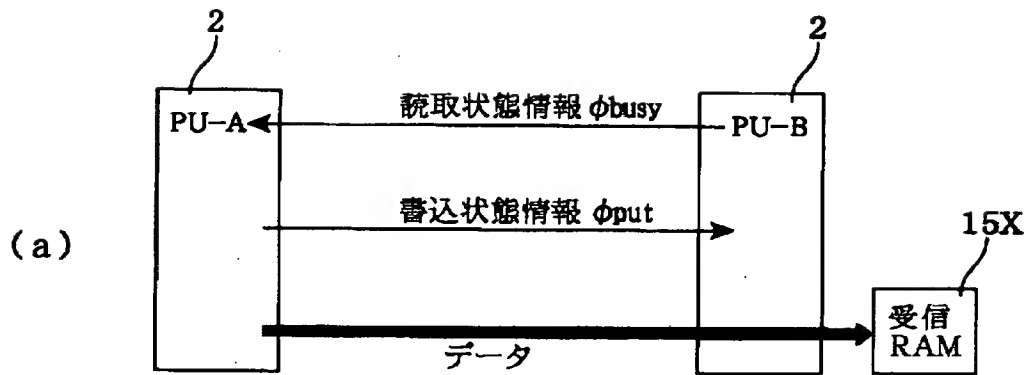 2
2
読取状態情報 φbusy
PU-A
PU-B
書込状態情報 φput
(a)
15X
受信
RAM
データ